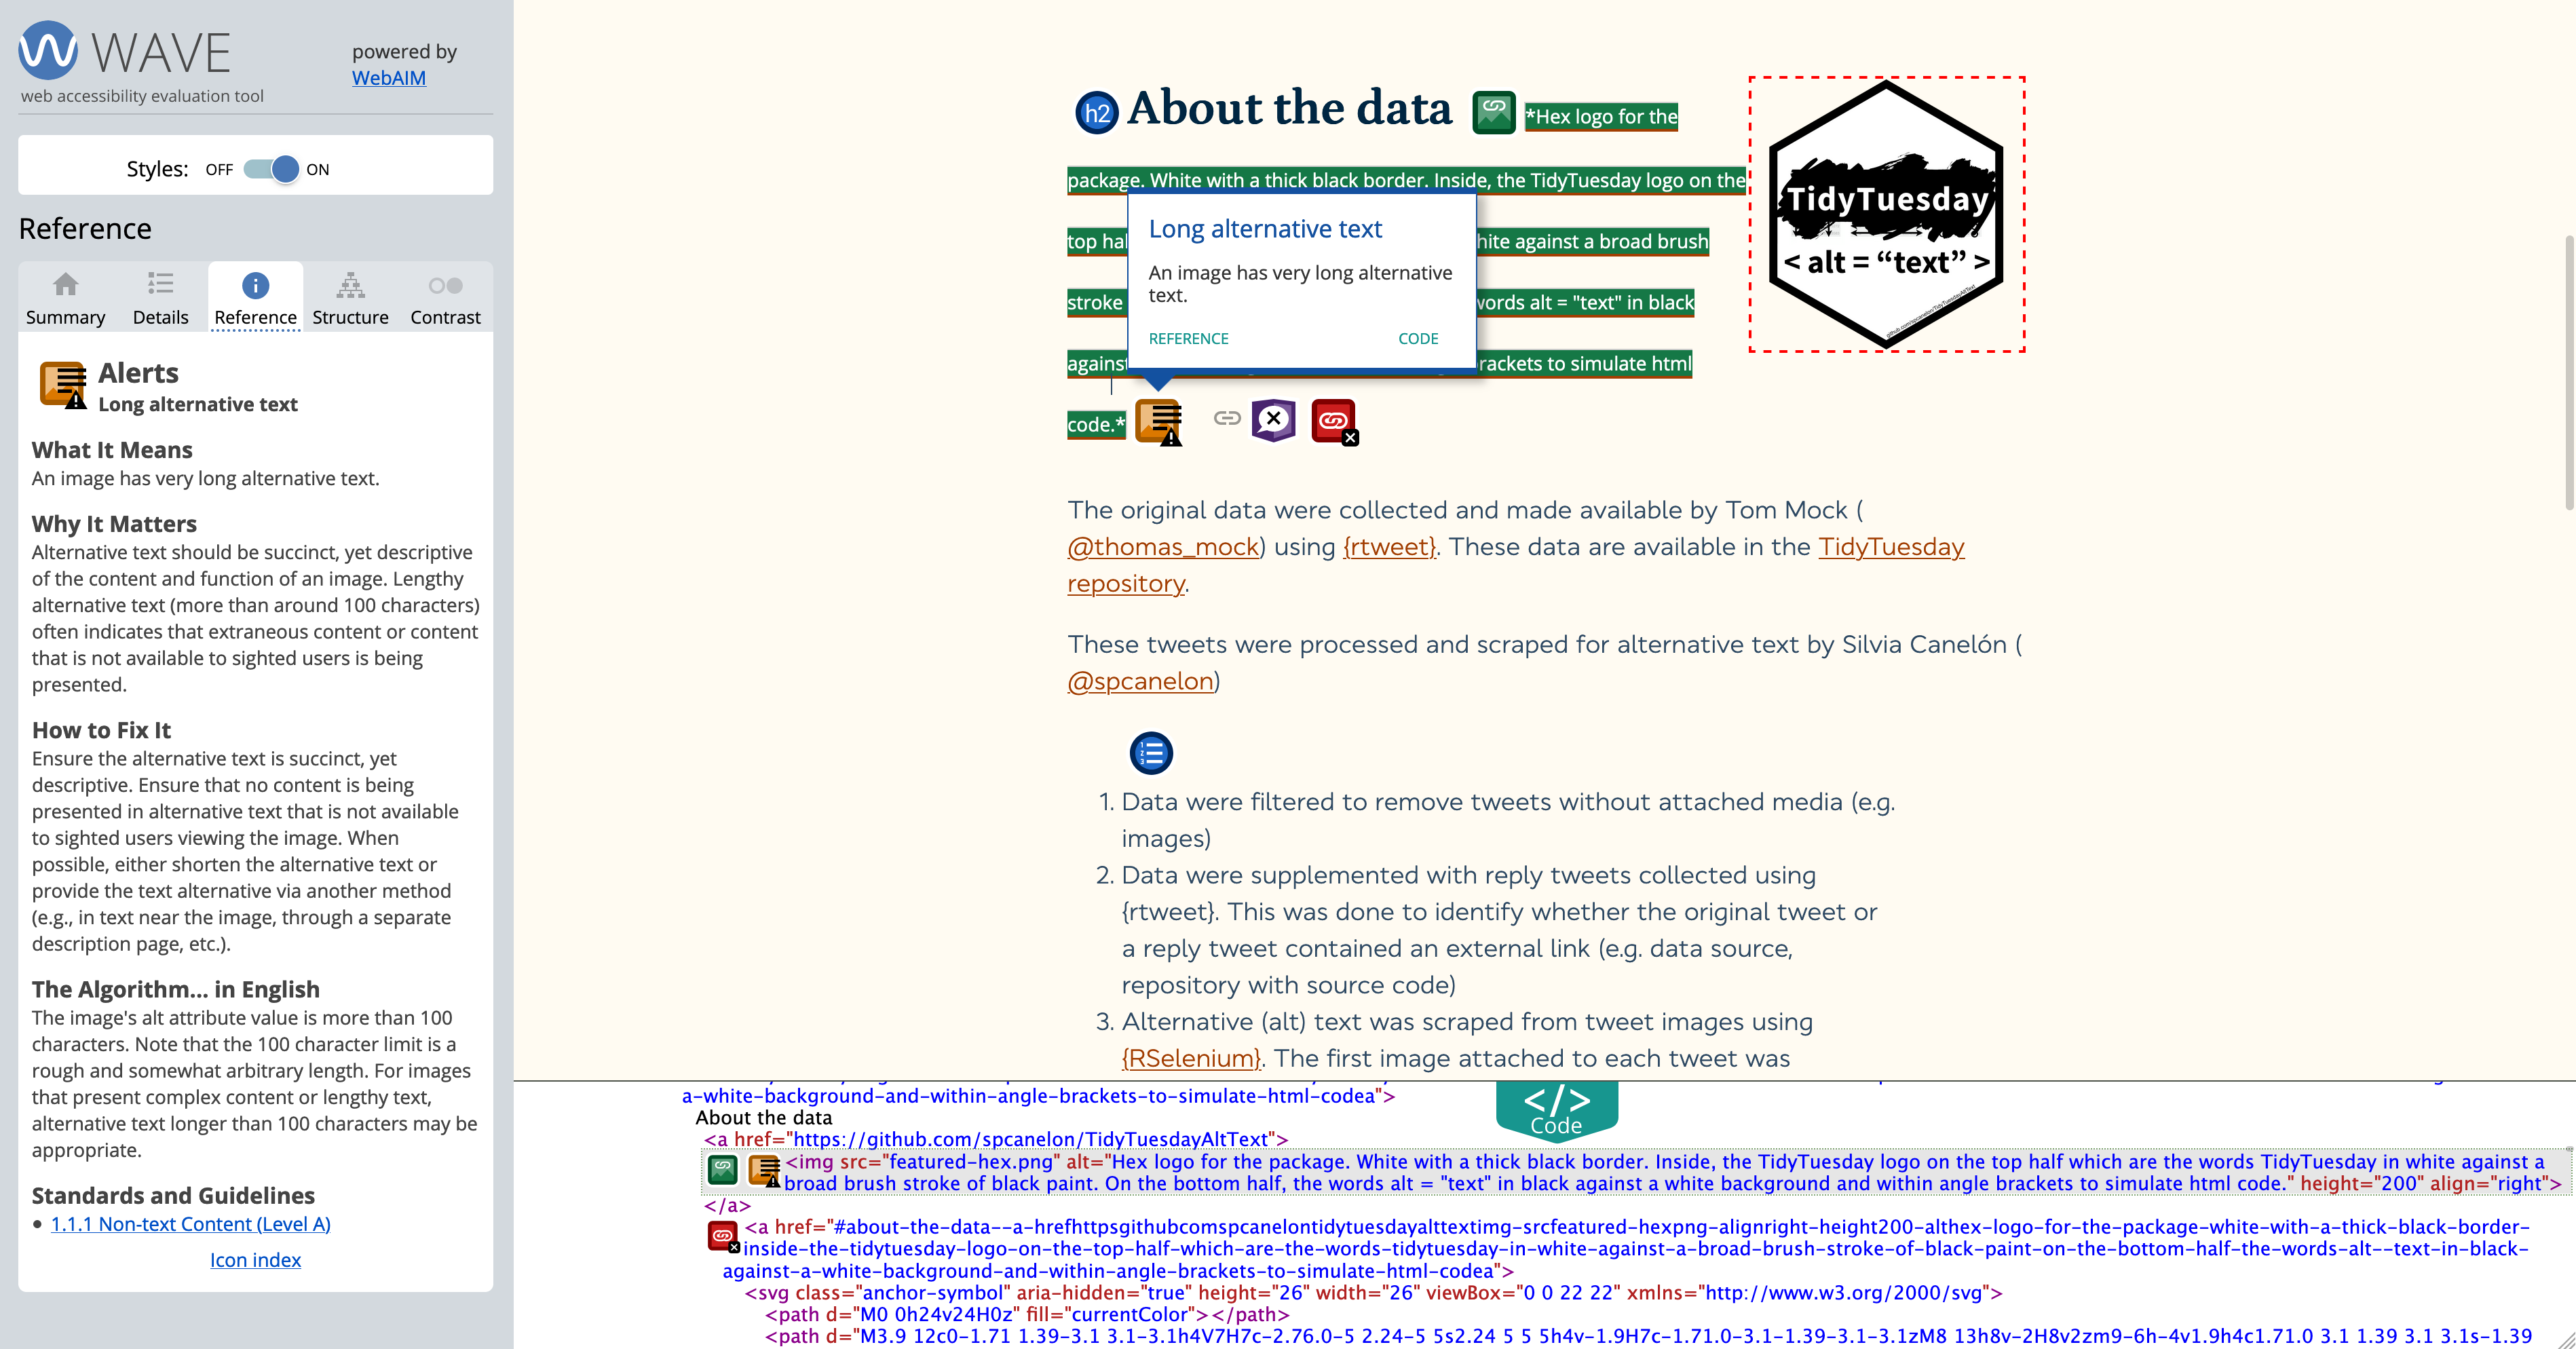 WAVE
web accessibility evaluation tool
powered by
WebAIM
Styles: OFF ON
Reference
Summary Details Reference Structure Contrast
Alerts
Long alternative text
What It Means
An image has very long alternative text.
Why It Matters
Alternative text should be succinct, yet descriptive
of the content and function of an image. Lengthy
alternative text (more than around 100 characters)
often indicates that extraneous content or content
that is not available to sighted users is being
presented.
How to Fix It
Ensure the alternative text is succinct, yet
descriptive. Ensure that no content is being
presented in alternative text that is not available
to sighted users viewing the image. When
possible, either shorten the alternative text or
provide the text alternative via another method
(e.g., in text near the image, through a separate
description page, etc.).
The Algorithm... in English
The image's alt attribute value is more than 100
characters. Note that the 100 character limit is a
rough and somewhat arbitrary length. For images
that present complex content or lengthy text,
alternative text longer than 100 characters may be
appropriate.
Standards and Guidelines
• 1.1.1 Non-text Content (Level A)
Icon index
h2 About the data *Hex logo for the
package. White with a thick black border. Inside, the TidyTuesday logo on the
top hal hite against a broad brush
stroke words alt = "text" in black
against rackets to simulate html
code.*
Long alternative text
An image has very long alternative
text.
REFERENCE CODE
TidyTuesday
< alt = “text” >
github.com/spcanelon/TidyTuesdayAltText
The original data were collected and made available by Tom Mock (
@thomas_mock) using {rtweet}. These data are available in the TidyTuesday
repository.
These tweets were processed and scraped for alternative text by Silvia Canelón (
@spcanelon)
1. Data were filtered to remove tweets without attached media (e.g.
images)
2. Data were supplemented with reply tweets collected using
{rtweet}. This was done to identify whether the original tweet or
a reply tweet contained an external link (e.g. data source,
repository with source code)
3. Alternative (alt) text was scraped from tweet images using
{RSelenium}. The first image attached to each tweet was
</>
Code
a-white-background-and-within-angle-brackets-to-simulate-html-codea">
About the data
<a href="https://github.com/spcanelon/TidyTuesdayAltText">
<img src="featured-hex.png" alt="Hex logo for the package. White with a thick black border. Inside, the TidyTuesday logo on the top half which are the words TidyTuesday in white against a
broad brush stroke of black paint. On the bottom half, the words alt = "text" in black against a white background and within angle brackets to simulate html code." height="200" align="right">
</a>
<a href="#about-the-data--a-hrefhttpsgithubcomspcanelontidytuesdayalttextimg-srcfeatured-hexpng-alignright-height200-althex-logo-for-the-package-white-with-a-thick-black-border-
inside-the-tidytuesday-logo-on-the-top-half-which-are-the-words-tidytuesday-in-white-against-a-broad-brush-stroke-of-black-paint-on-the-bottom-half-the-words-alt--text-in-black-
against-a-white-background-and-within-angle-brackets-to-simulate-html-codea">
<svg class="anchor-symbol" aria-hidden="true" height="26" width="26" viewBox="0 0 22 22" xmlns="http://www.w3.org/2000/svg">
<path d="M0 0h24v24H0z" fill="currentColor"></path>
<path d="M3.9 12c0-1.71 1.39-3.1 3.1-3.1h4V7H7c-2.76.0-5 2.24-5 5s2.24 5 5 5h4v-1.9H7c-1.71.0-3.1-1.39-3.1-3.1zM8 13h8v-2H8v2zm9-6h-4v1.9h4c1.71.0 3.1 1.39 3.1 3.1s-1.39